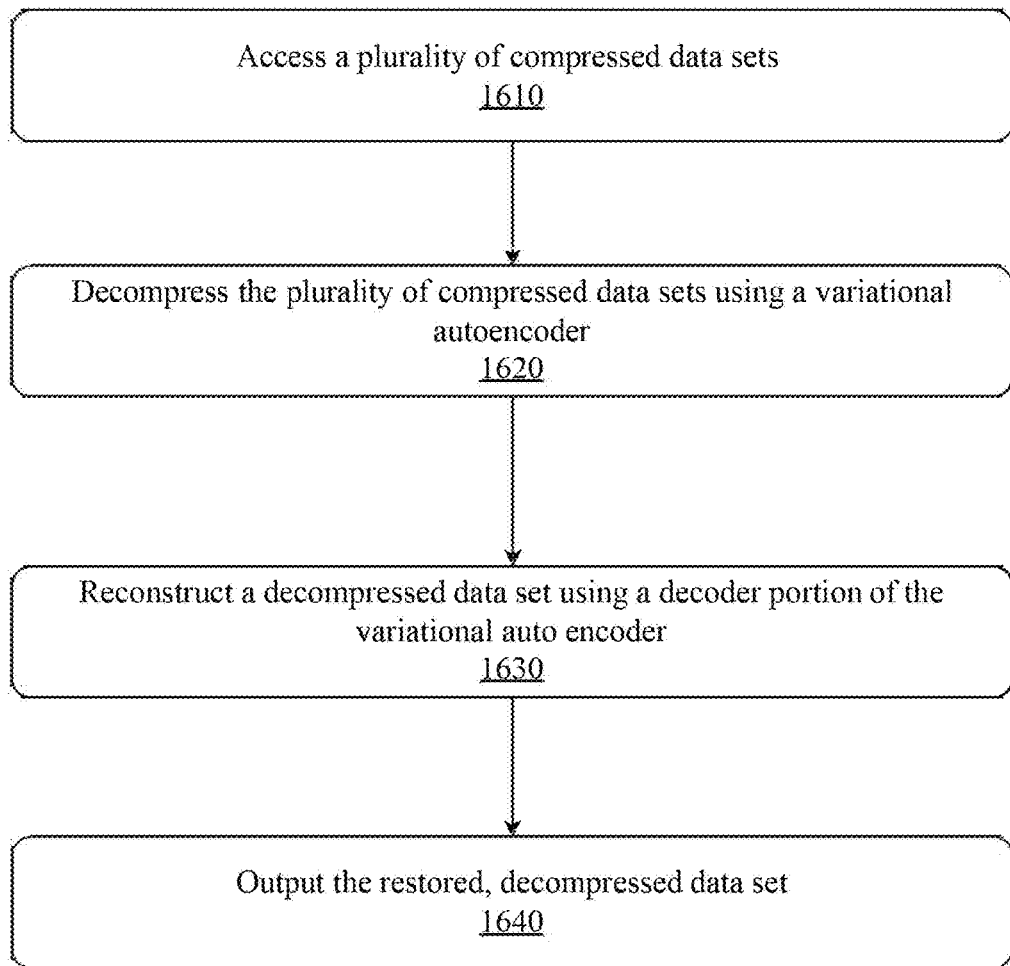 Access a plurality of compressed data sets
1610
Decompress the plurality of compressed data sets using a variational
autoencoder
1620
Reconstruct a decompressed data set using a decoder portion of the
variational auto encoder
1630
Output the restored, decompressed data set
1640